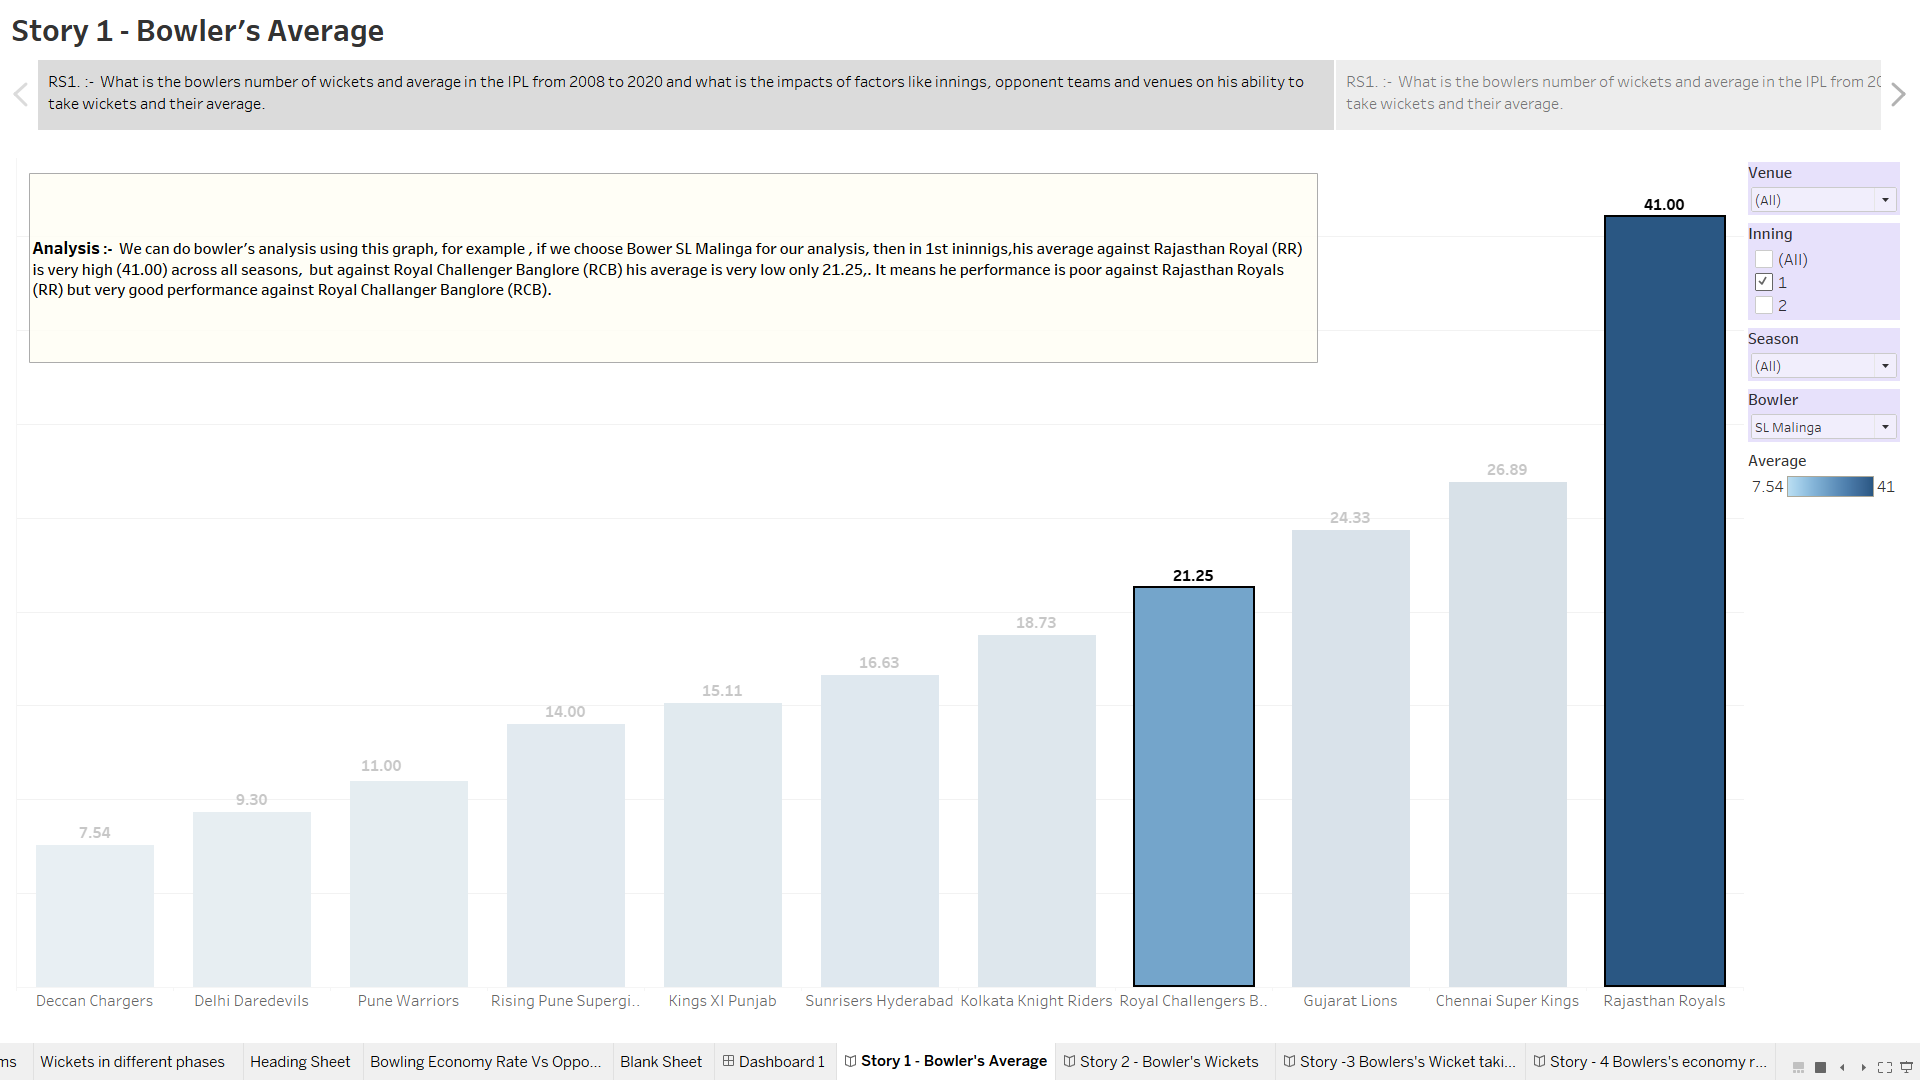 Story 1 - Bowler’s Average
RS1. :-  What is the bowlers number of wickets and average in the IPL from 2008 to 2020 and what is the impacts of factors like innings, opponent teams and venues on his ability to
take wickets and their average.
RS1. :-  What is the bowlers number of wickets and average in the IPL from 20
take wickets and their average.
Analysis :-  We can do bowler’s analysis using this graph, for example , if we choose Bower SL Malinga for our analysis, then in 1st ininnigs,his average against Rajasthan Royal (RR)
is very high (41.00) across all seasons,  but against Royal Challenger Banglore (RCB) his average is very low only 21.25,. It means he performance is poor against Rajasthan Royals
(RR) but very good performance against Royal Challanger Banglore (RCB).
Venue
(All)
Inning
(All)
1
2
Season
(All)
Bowler
SL Malinga
Average
7.54 41
41.00
26.89
24.33
21.25
18.73
16.63
15.11
14.00
11.00
9.30
7.54
Deccan Chargers Delhi Daredevils Pune Warriors Rising Pune Supergi.. Kings XI Punjab Sunrisers Hyderabad Kolkata Knight Riders Royal Challengers B.. Gujarat Lions Chennai Super Kings Rajasthan Royals
ms Wickets in different phases Heading Sheet Bowling Economy Rate Vs Oppo... Blank Sheet Dashboard 1 Story 1 - Bowler's Average Story 2 - Bowler's Wickets Story -3 Bowlers's Wicket taki... Story - 4 Bowlers's economy r...